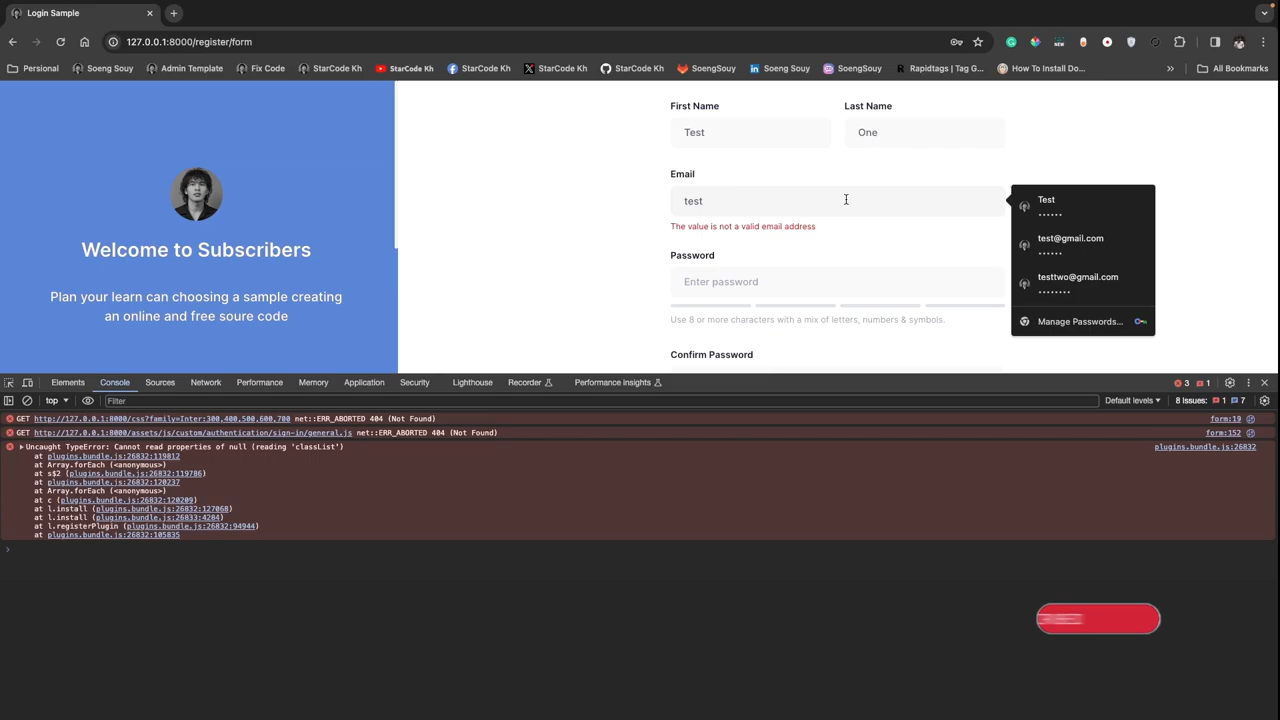 Login Sample
127.0.0.1:8000/register/form
NEW
Persional Soeng Souy Admin Template Fix Code StarCode Kh StarCode Kh StarCode Kh StarCode Kh StarCode Kh SoengSouy Soeng Souy SoengSouy Rapidtags | Tag G... How To Install Do... All Bookmarks
First Name Last Name
Test One
Email
test
The value is not a valid email address
Test
test@gmail.com
testtwo@gmail.com
Manage Passwords...
Password
Enter password
Use 8 or more characters with a mix of letters, numbers & symbols.
Confirm Password
Welcome to Subscribers
Plan your learn can choosing a sample creating
an online and free soure code
Elements Console Sources Network Performance Memory Application Security Lighthouse Recorder Performance insights 3 1
top Filter Default levels 8 Issues: 1 7
GET http://127.0.0.1:8000/css?family=Inter:300,400,500,600,700 net::ERR_ABORTED 404 (Not Found) form:19
GET http://127.0.0.1:8000/assets/js/custom/authentication/sign-in/general.js net::ERR_ABORTED 404 (Not Found) form:152
Uncaught TypeError: Cannot read properties of null (reading 'classList') plugins.bundle.js:26832
at plugins.bundle.js:26832:119812
at Array.forEach (<anonymous>)
at s$2 (plugins.bundle.js:26832:119786)
at plugins.bundle.js:26832:120237
at Array.forEach (<anonymous>)
at c (plugins.bundle.js:26832:120209)
at l.install (plugins.bundle.js:26832:127068)
at l.install (plugins.bundle.js:26833:4284)
at l.registerPlugin (plugins.bundle.js:26832:94944)
at plugins.bundle.js:26832:105835